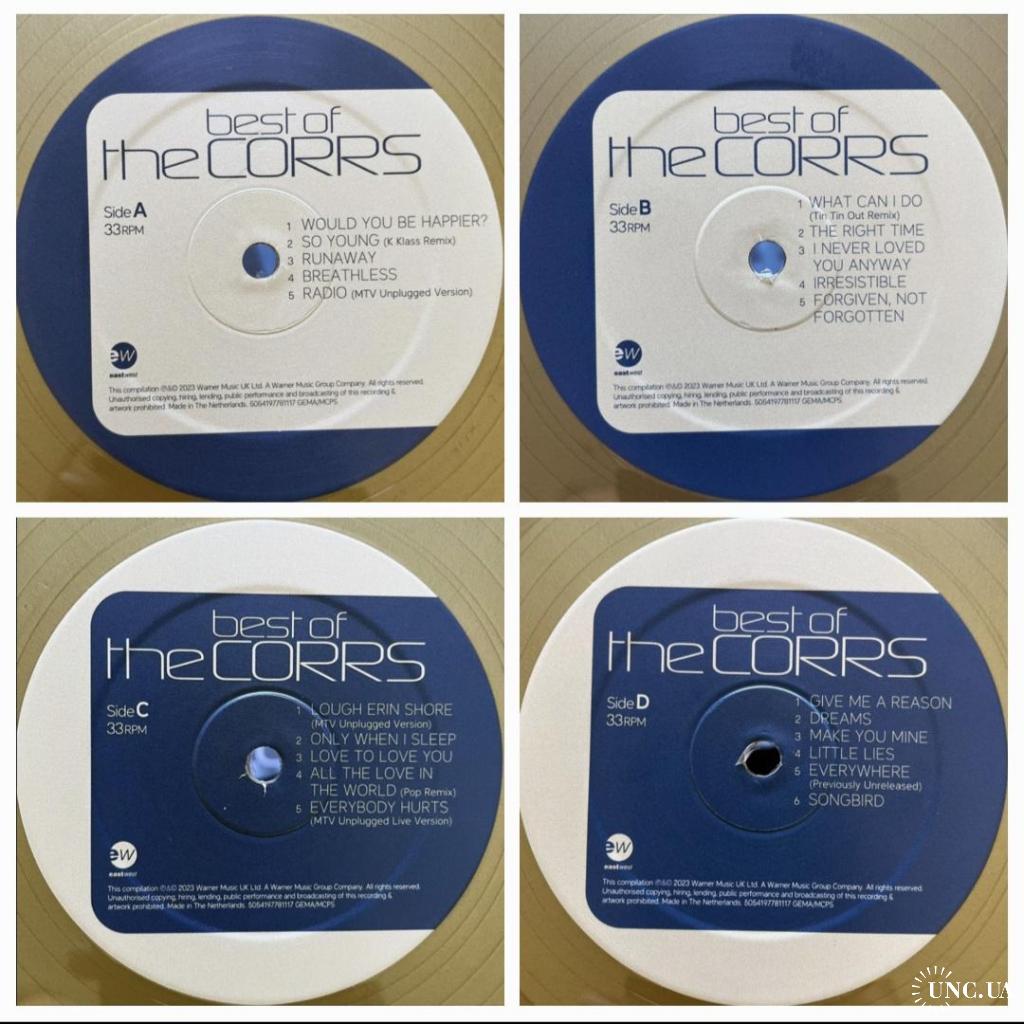 best of
the CORRS
Side A
33 RPM
1 WOULD YOU BE HAPPIER?
2 SO YOUNG (K Klass Remix)
3 RUNAWAY
4 BREATHLESS
5 RADIO (MTV Unplugged Version)
ew
eastwest
This compilation ℗&© 2023 Warner Music UK Ltd. A Warner Music Group Company. All rights reserved.
Unauthorised copying, hiring, lending, public performance and broadcasting of this recording &
artwork prohibited. Made in The Netherlands. 5054197781117 GEMA/MCPS
best of
the CORRS
Side B
33 RPM
1 WHAT CAN I DO
(Tin Tin Out Remix)
2 THE RIGHT TIME
3 I NEVER LOVED
YOU ANYWAY
4 IRRESISTIBLE
5 FORGIVEN, NOT
FORGOTTEN
ew
eastwest
This compilation ℗&© 2023 Warner Music UK Ltd. A Warner Music Group Company. All rights reserved.
Unauthorised copying, hiring, lending, public performance and broadcasting of this recording &
artwork prohibited. Made in The Netherlands. 5054197781117 GEMA/MCPS
best of
the CORRS
Side C
33 RPM
1 LOUGH ERIN SHORE
(MTV Unplugged Version)
2 ONLY WHEN I SLEEP
3 LOVE TO LOVE YOU
4 ALL THE LOVE IN
THE WORLD (Pop Remix)
5 EVERYBODY HURTS
(MTV Unplugged Live Version)
ew
eastwest
This compilation ℗&© 2023 Warner Music UK Ltd. A Warner Music Group Company. All rights reserved.
Unauthorised copying, hiring, lending, public performance and broadcasting of this recording &
artwork prohibited. Made in The Netherlands. 5054197781117 GEMA/MCPS
best of
the CORRS
Side D
33 RPM
1 GIVE ME A REASON
2 DREAMS
3 MAKE YOU MINE
4 LITTLE LIES
5 EVERYWHERE
(Previously Unreleased)
6 SONGBIRD
ew
eastwest
This compilation ℗&© 2023 Warner Music UK Ltd. A Warner Music Group Company. All rights reserved.
Unauthorised copying, hiring, lending, public performance and broadcasting of this recording &
artwork prohibited. Made in The Netherlands. 5054197781117 GEMA/MCPS
UNC.UA